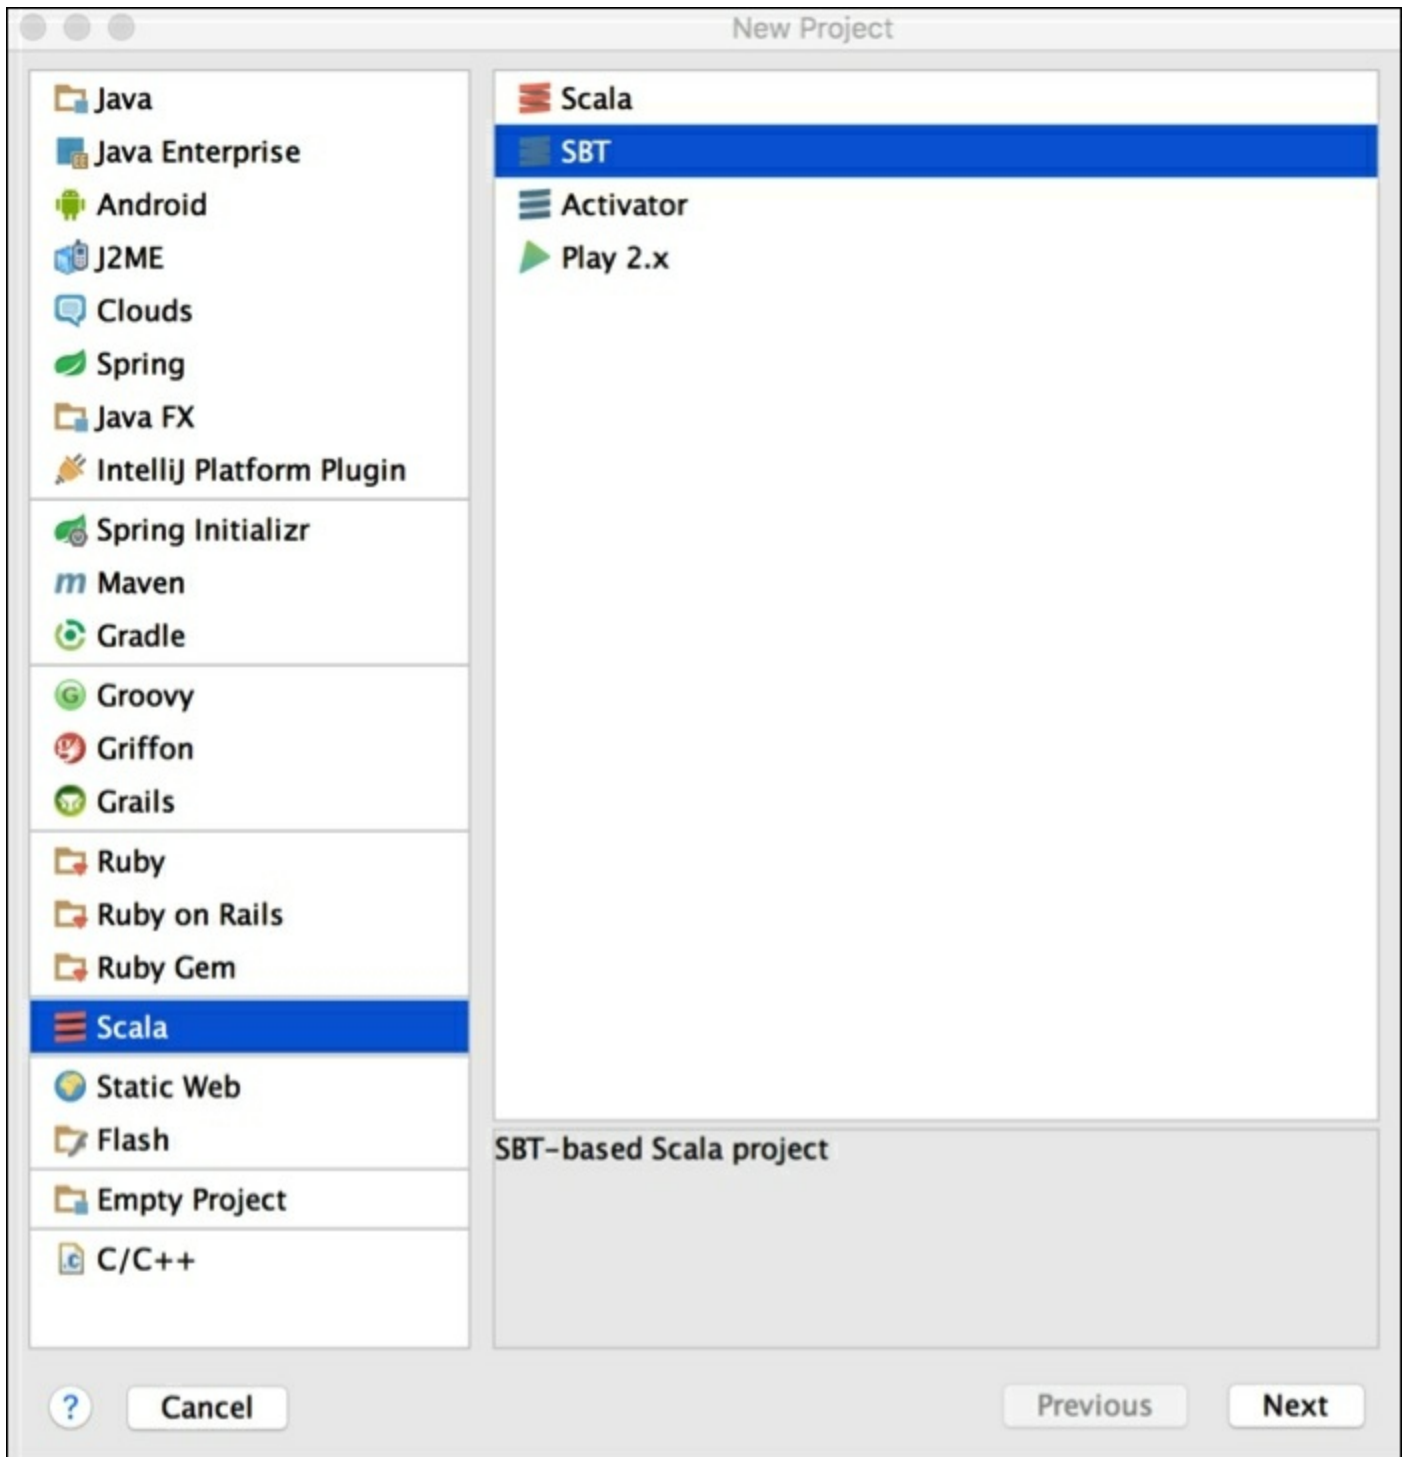 New Project
Java
Java Enterprise
Android
J2ME
Clouds
Spring
Java FX
IntelliJ Platform Plugin
Spring Initializr
Maven
Gradle
Groovy
Griffon
Grails
Ruby
Ruby on Rails
Ruby Gem
Scala
Static Web
Flash
Empty Project
C/C++
Scala
SBT
Activator
Play 2.x
SBT-based Scala project
? Cancel Previous Next